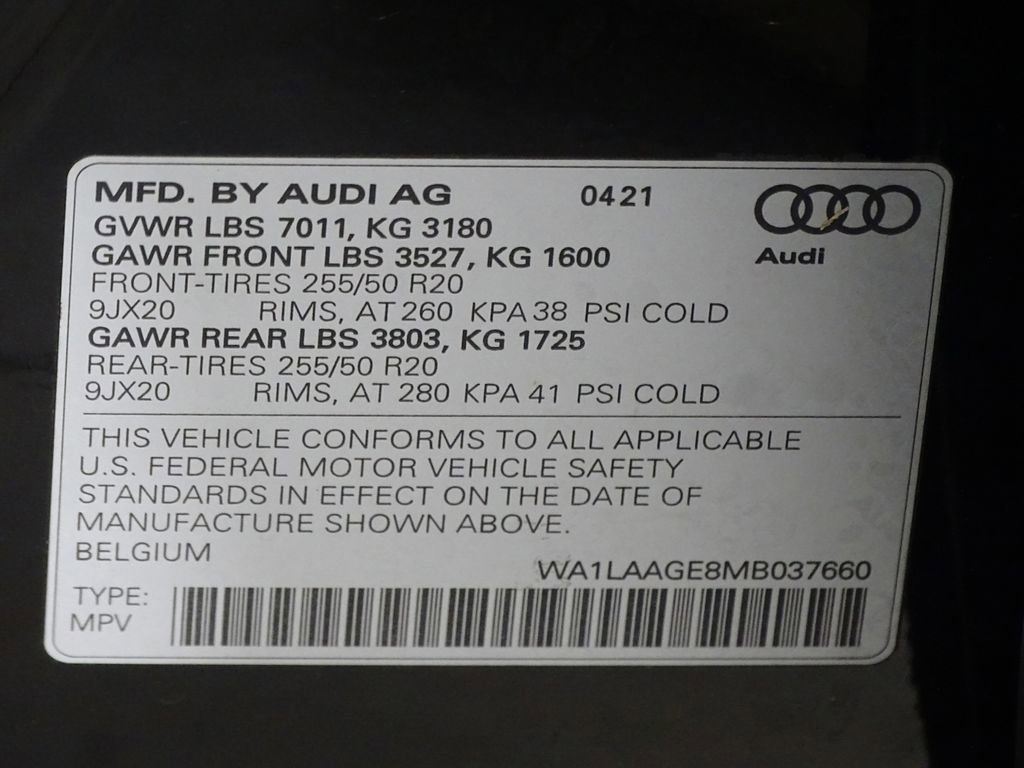 MFD. BY AUDI AG 0421
GVWR LBS 7011, KG 3180
GAWR FRONT LBS 3527, KG 1600
Audi
FRONT-TIRES 255/50 R20
9JX20 RIMS, AT 260 KPA 38 PSI COLD
GAWR REAR LBS 3803, KG 1725
REAR-TIRES 255/50 R20
9JX20 RIMS, AT 280 KPA 41 PSI COLD
THIS VEHICLE CONFORMS TO ALL APPLICABLE
U.S. FEDERAL MOTOR VEHICLE SAFETY
STANDARDS IN EFFECT ON THE DATE OF
MANUFACTURE SHOWN ABOVE.
BELGIUM
WA1LAAGE8MB037660
TYPE:
MPV